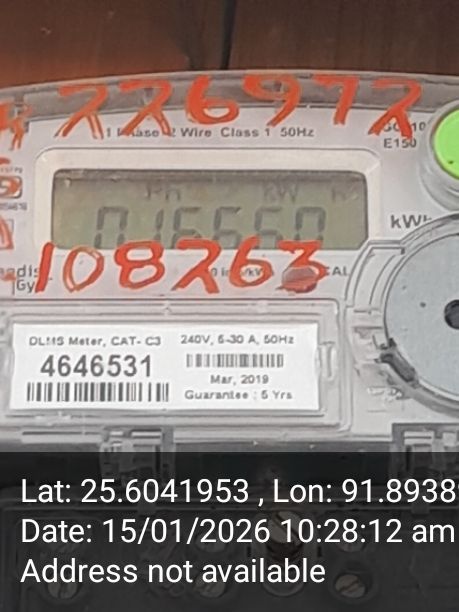 226972
1 Phase 2 Wire Class 1 50Hz
E150
kW
kWh
108263
DLMS Meter, CAT- C3 240V, 5-30 A, 50Hz
4646531
Mar, 2019
Guarantee : 5 Yrs
Lat: 25.6041953 , Lon: 91.8938
Date: 15/01/2026 10:28:12 am
Address not available